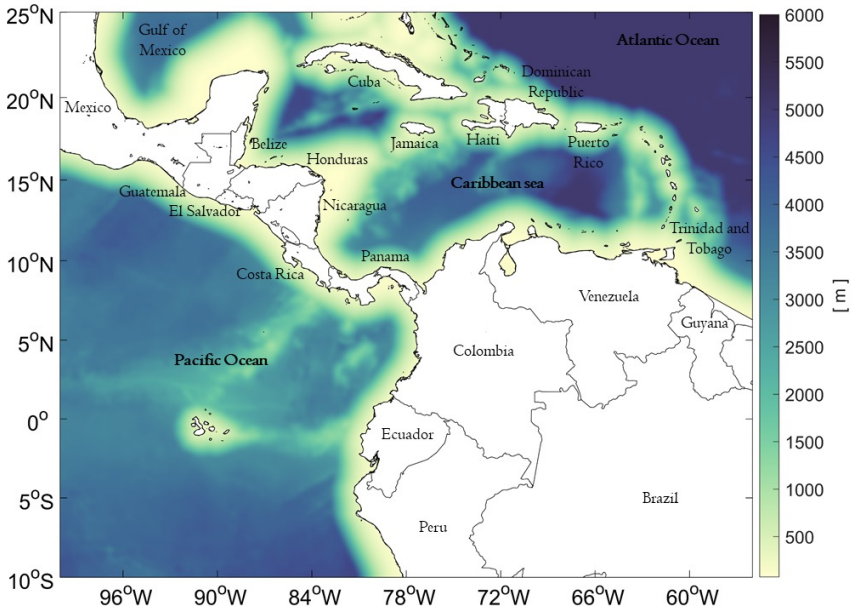 25°N
20°N
15°N
10°N
5°N
0°
5°S
10°S
96°W
90°W
84°W
78°W
72°W
66°W
60°W
Gulf of
Mexico
Atlantic Ocean
Mexico
Cuba
Dominican
Republic
Belize
Jamaica
Haiti
Puerto
Rico
Honduras
Guatemala
El Salvador
Nicaragua
Caribbean sea
Trinidad and
Tobago
Panama
Costa Rica
Venezuela
Guyana
Pacific Ocean
Colombia
Ecuador
Brazil
Peru
6000
5500
5000
4500
4000
3500
3000
2500
2000
1500
1000
500
[ m ]